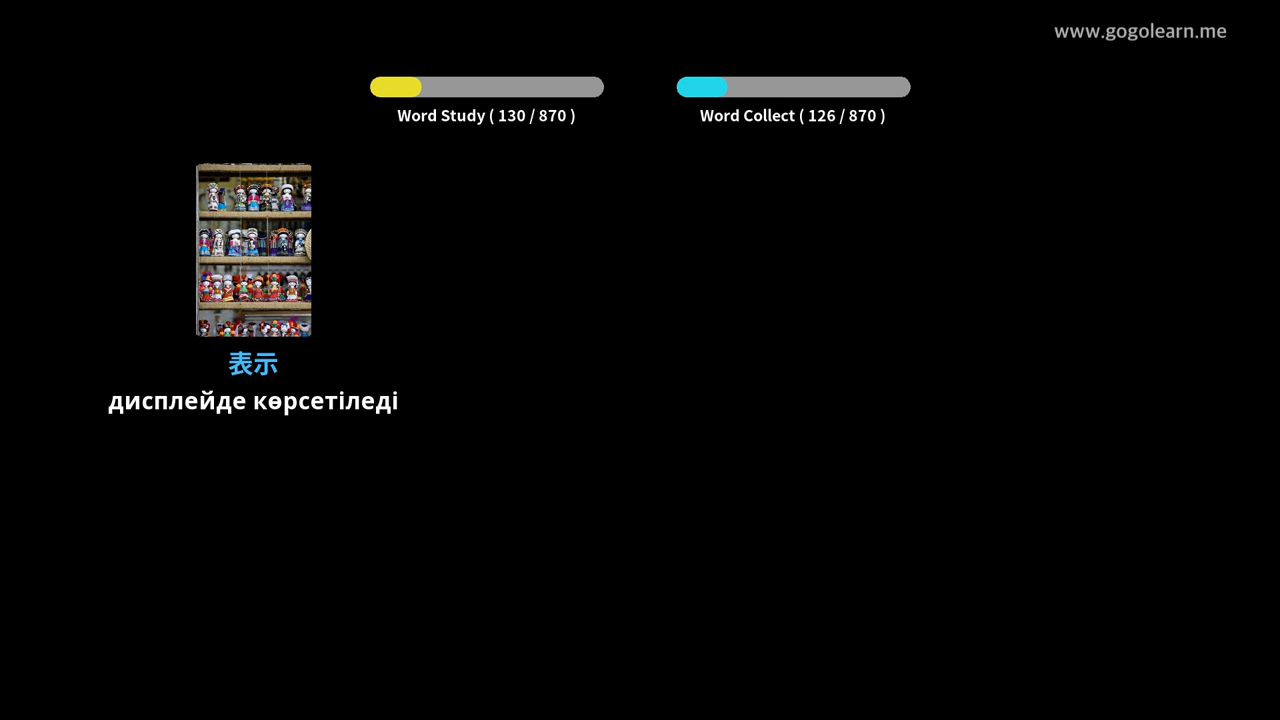 www.gogolearn.me
Word Study ( 130 / 870 )
Word Collect ( 126 / 870 )
表示
дисплейде көрсетіледі